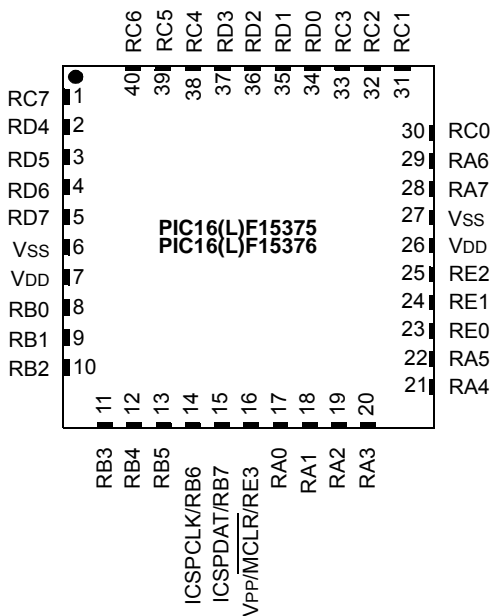 RC6
RC5
RC4
RD3
RD2
RD1
RD0
RC3
RC2
RC1
40
39
38
37
36
35
34
33
32
31
RC7 1
RD4 2
RD5 3
RD6 4
RD7 5
VSS 6
VDD 7
RB0 8
RB1 9
RB2 10
PIC16(L)F15375
PIC16(L)F15376
30 RC0
29 RA6
28 RA7
27 VSS
26 VDD
25 RE2
24 RE1
23 RE0
22 RA5
21 RA4
11
12
13
14
15
16
17
18
19
20
RB3
RB4
RB5
ICSPCLK/RB6
ICSPDAT/RB7
VPP/MCLR/RE3
RA0
RA1
RA2
RA3